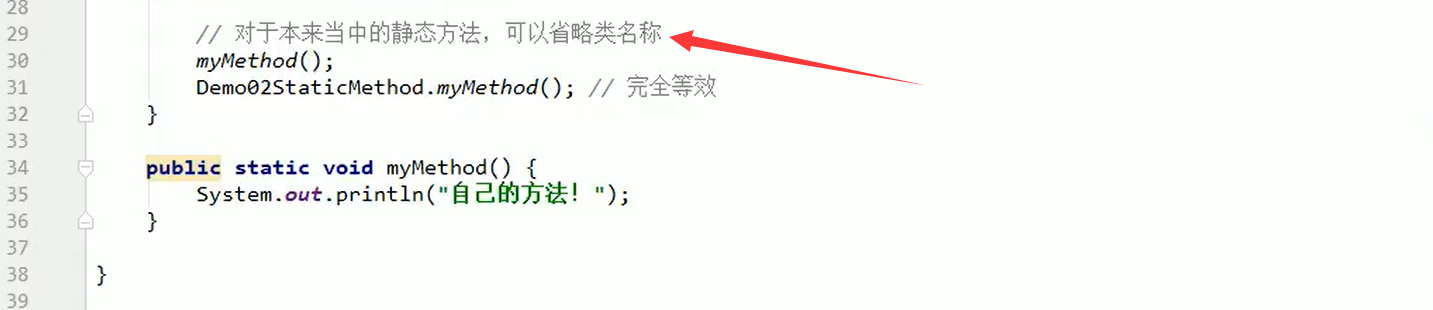 28
29 // 对于本来当中的静态方法，可以省略类名称
30 myMethod();
31 Demo02StaticMethod.myMethod(); // 完全等效
32 }
33
34 public static void myMethod() {
35 System.out.println("自己的方法！");
36 }
37
38 }
39